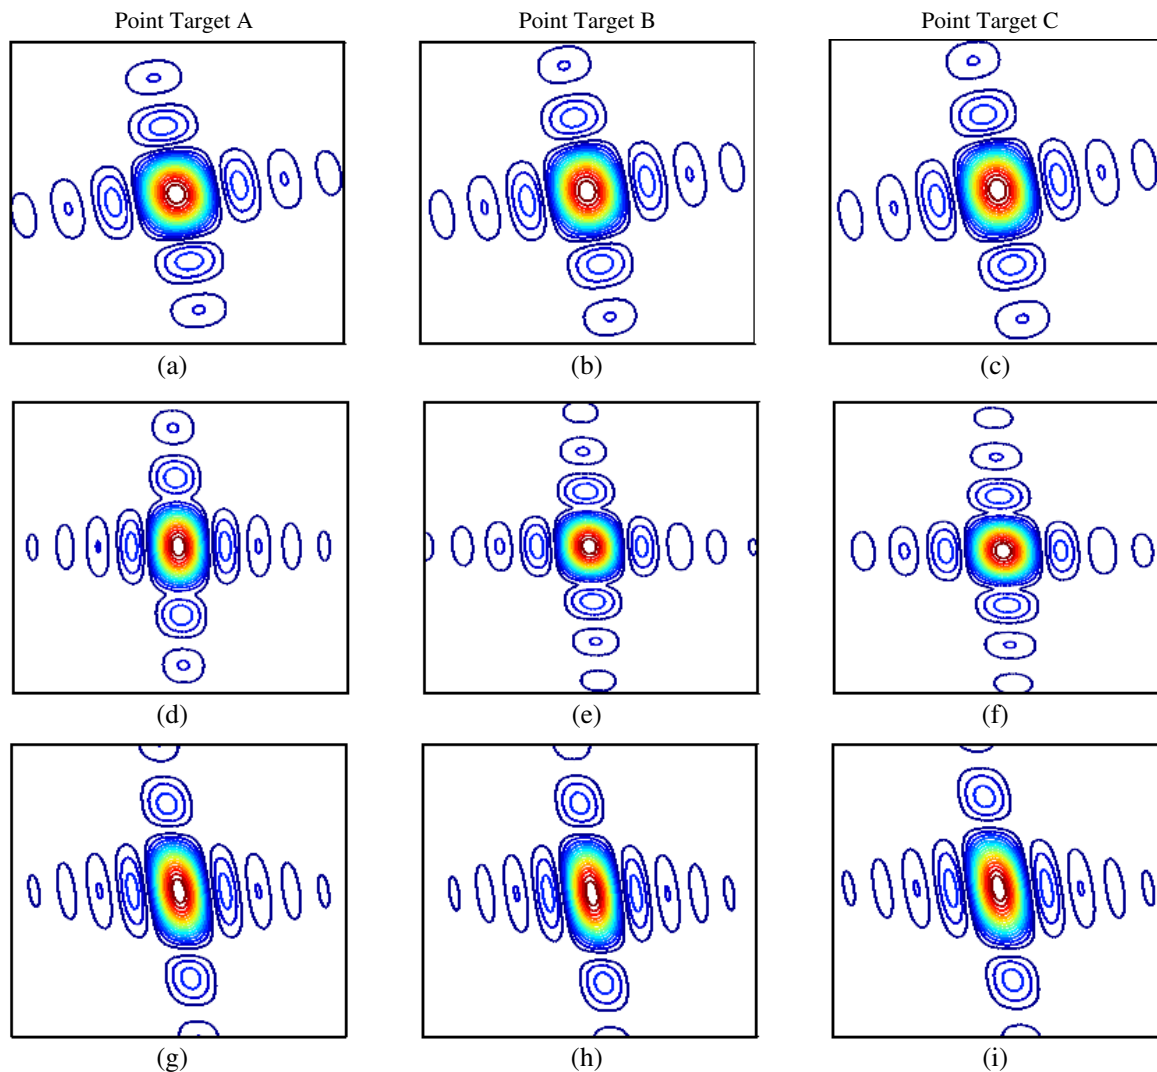 Point Target A
Point Target B
Point Target C
(a)
(b)
(c)
(d)
(e)
(f)
(g)
(h)
(i)